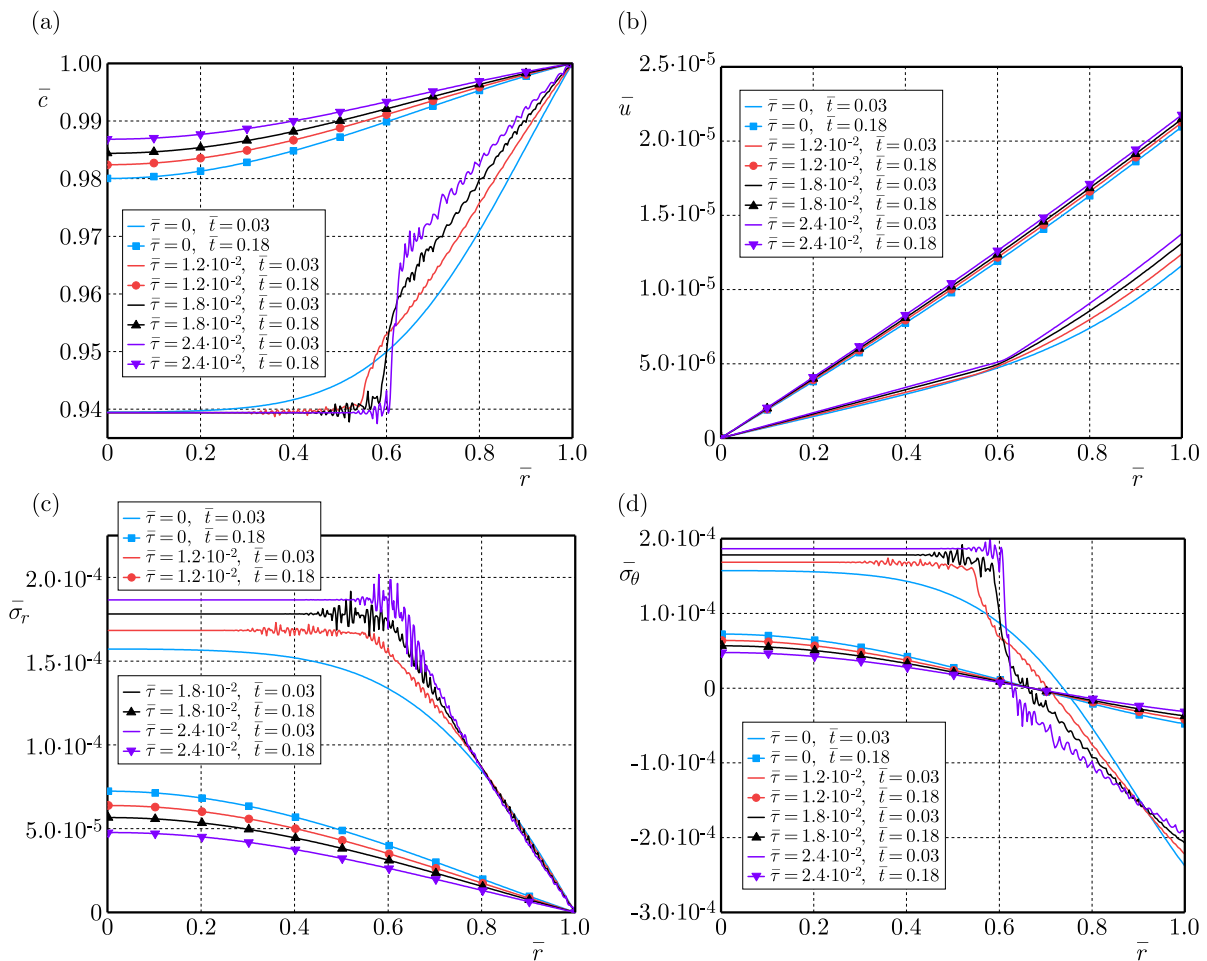 (a)
c̄
1.00
0.99
0.98
0.97
0.96
0.95
0.94
τ̄=0, t̄=0.03
τ̄=0, t̄=0.18
τ̄=1.2·10⁻², t̄=0.03
τ̄=1.2·10⁻², t̄=0.18
τ̄=1.8·10⁻², t̄=0.03
τ̄=1.8·10⁻², t̄=0.18
τ̄=2.4·10⁻², t̄=0.03
τ̄=2.4·10⁻², t̄=0.18
0 0.2 0.4 0.6 0.8 1.0
r̄
(b)
ū
2.5·10⁻⁵
2.0·10⁻⁵
1.5·10⁻⁵
1.0·10⁻⁵
5.0·10⁻⁶
0
τ̄=0, t̄=0.03
τ̄=0, t̄=0.18
τ̄=1.2·10⁻², t̄=0.03
τ̄=1.2·10⁻², t̄=0.18
τ̄=1.8·10⁻², t̄=0.03
τ̄=1.8·10⁻², t̄=0.18
τ̄=2.4·10⁻², t̄=0.03
τ̄=2.4·10⁻², t̄=0.18
0 0.2 0.4 0.6 0.8 1.0
r̄
(c)
τ̄=0, t̄=0.03
τ̄=0, t̄=0.18
τ̄=1.2·10⁻², t̄=0.03
τ̄=1.2·10⁻², t̄=0.18
σ̄r
2.0·10⁻⁴
1.5·10⁻⁴
1.0·10⁻⁴
5.0·10⁻⁵
0
τ̄=1.8·10⁻², t̄=0.03
τ̄=1.8·10⁻², t̄=0.18
τ̄=2.4·10⁻², t̄=0.03
τ̄=2.4·10⁻², t̄=0.18
0 0.2 0.4 0.6 0.8 1.0
r̄
(d)
σ̄θ
2.0·10⁻⁴
1.0·10⁻⁴
0
-1.0·10⁻⁴
-2.0·10⁻⁴
-3.0·10⁻⁴
τ̄=0, t̄=0.03
τ̄=0, t̄=0.18
τ̄=1.2·10⁻², t̄=0.03
τ̄=1.2·10⁻², t̄=0.18
τ̄=1.8·10⁻², t̄=0.03
τ̄=1.8·10⁻², t̄=0.18
τ̄=2.4·10⁻², t̄=0.03
τ̄=2.4·10⁻², t̄=0.18
0 0.2 0.4 0.6 0.8 1.0
r̄